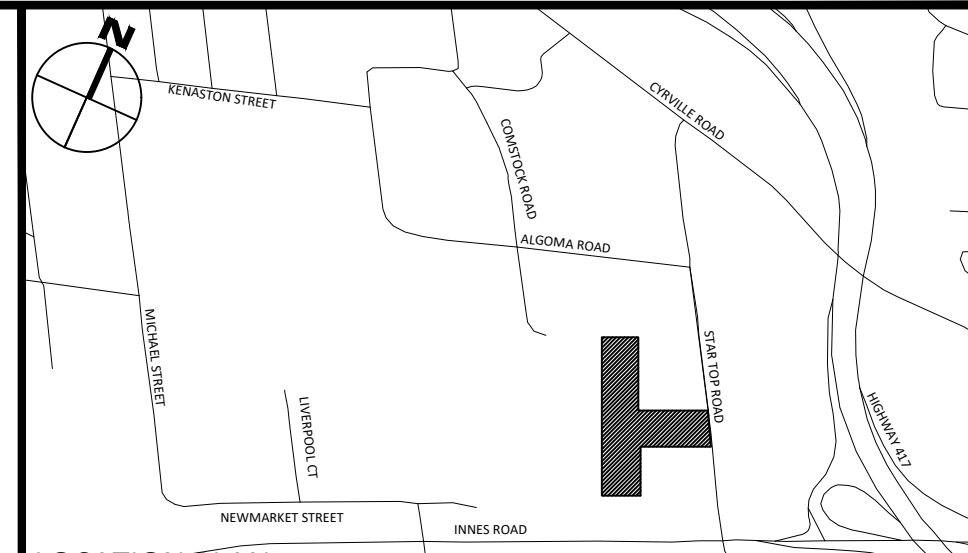 N
KENASTON STREET
CYRVILLE ROAD
COMSTOCK ROAD
ALGOMA ROAD
MICHAEL STREET
STAR TOP ROAD
LIVERPOOL CT
HIGHWAY 417
NEWMARKET STREET
INNES ROAD